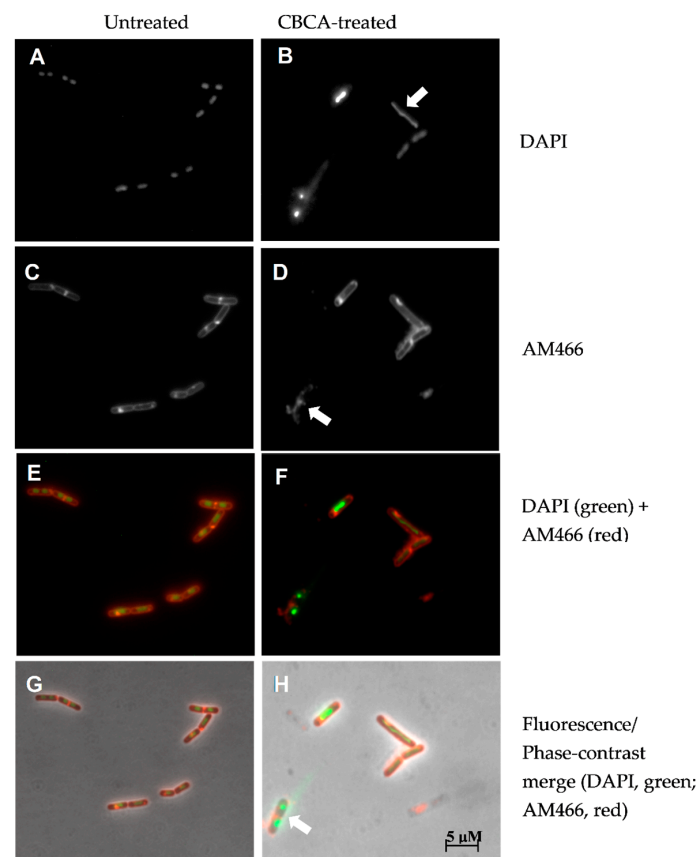 Untreated CBCA-treated
A B
DAPI
C D
AM466
E F
DAPI (green) +
AM466 (red)
G H
Fluorescence/
Phase-contrast
merge (DAPI, green;
AM466, red)
5 µM